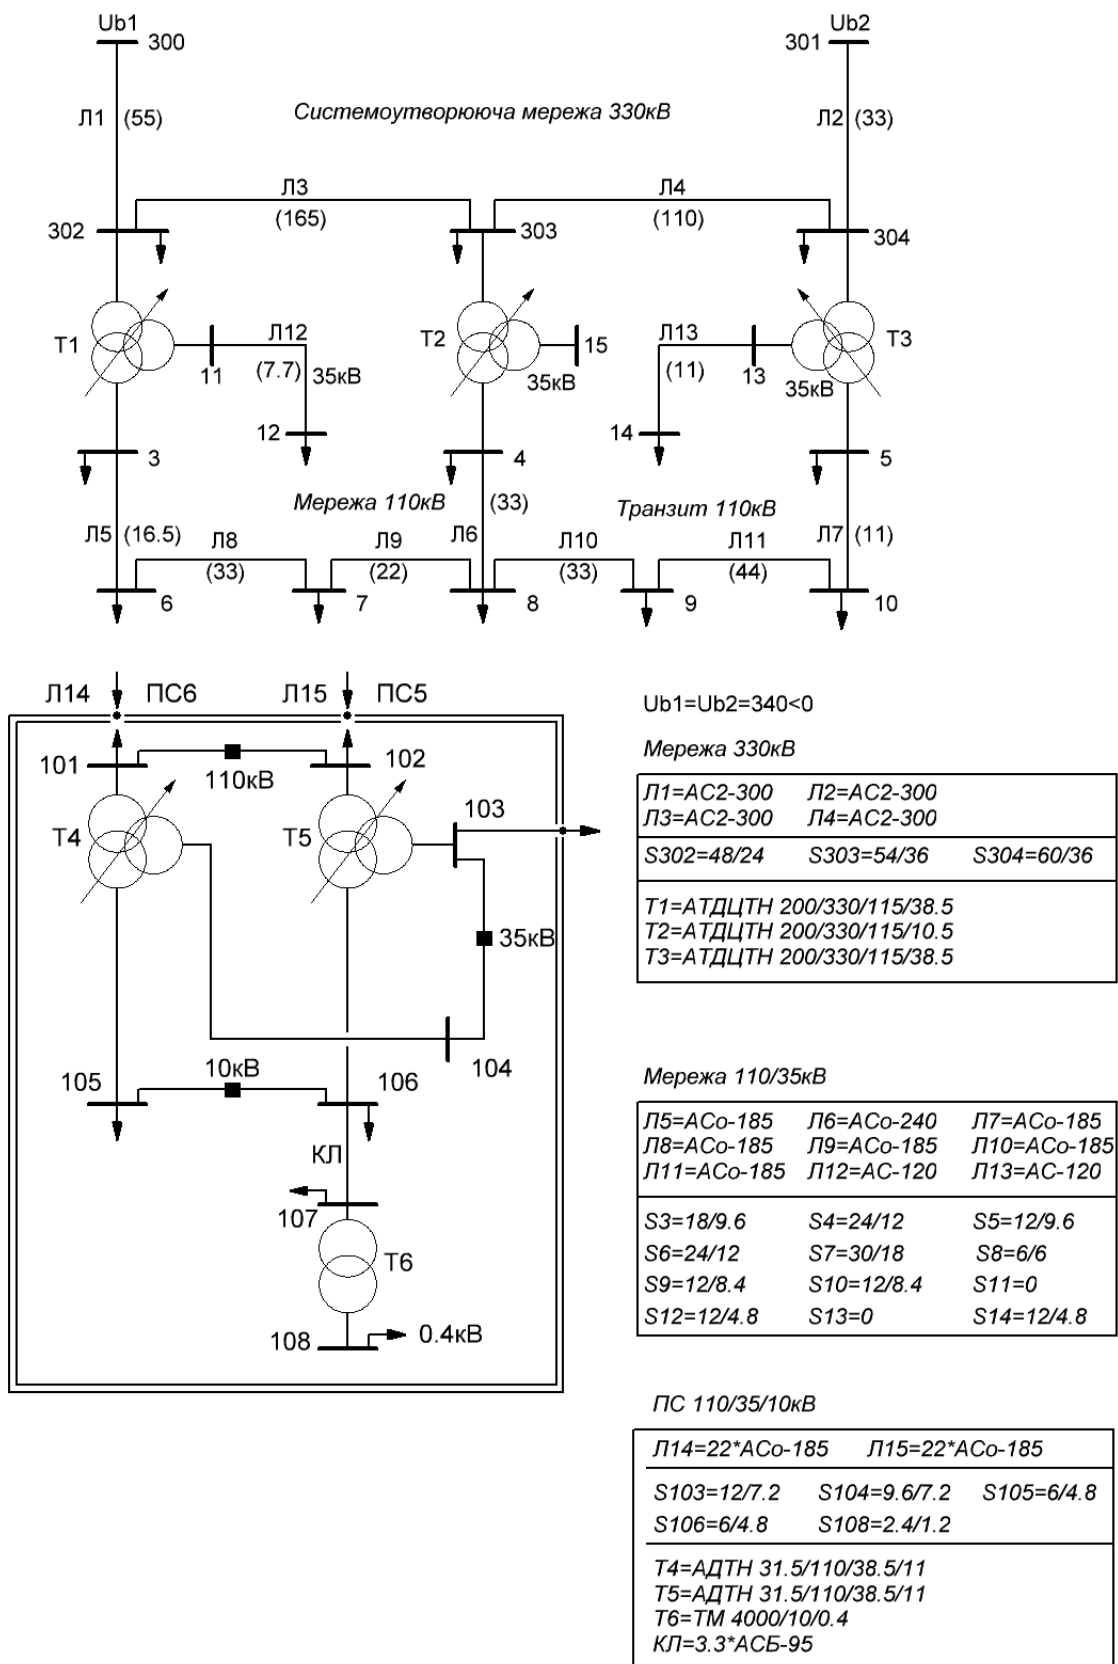 Ub1 Ub2
300 301
Л1 (55) Системоутворююча мережа 330кВ Л2 (33)
Л3 Л4
(165) (110)
302 303 304
Т1 Л12 Т2 15 Л13 Т3
11 (7.7) 35кВ 35кВ (11) 13 35кВ
12 14
3 4 5
Мережа 110кВ (33) Транзит 110кВ
Л5 (16.5) Л8 Л9 Л6 Л10 Л11 Л7 (11)
(33) (22) (33) (44)
6 7 8 9 10
Л14 ПС6 Л15 ПС5
101 102
110кВ
103
Т4 Т5
35кВ
104
105 10кВ 106
КЛ
107
Т6
108 0.4кВ
Ub1=Ub2=340<0
Мережа 330кВ
Л1=АС2-300 Л2=АС2-300
Л3=АС2-300 Л4=АС2-300
S302=48/24 S303=54/36 S304=60/36
Т1=АТДЦТН 200/330/115/38.5
Т2=АТДЦТН 200/330/115/10.5
Т3=АТДЦТН 200/330/115/38.5
Мережа 110/35кВ
Л5=АСо-185 Л6=АСо-240 Л7=АСо-185
Л8=АСо-185 Л9=АСо-185 Л10=АСо-185
Л11=АСо-185 Л12=АС-120 Л13=АС-120
S3=18/9.6 S4=24/12 S5=12/9.6
S6=24/12 S7=30/18 S8=6/6
S9=12/8.4 S10=12/8.4 S11=0
S12=12/4.8 S13=0 S14=12/4.8
ПС 110/35/10кВ
Л14=22*АСо-185 Л15=22*АСо-185
S103=12/7.2 S104=9.6/7.2 S105=6/4.8
S106=6/4.8 S108=2.4/1.2
Т4=АДТН 31.5/110/38.5/11
Т5=АДТН 31.5/110/38.5/11
Т6=ТМ 4000/10/0.4
КЛ=3.3*АСБ-95